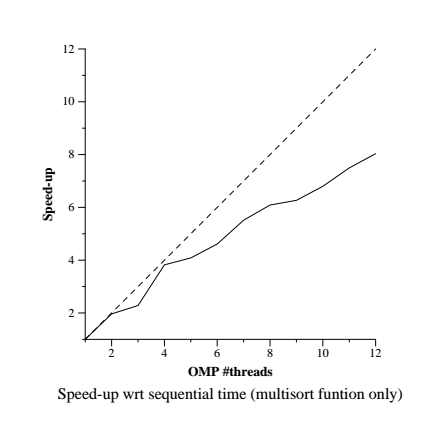 12
10
8
6
4
2
Speed-up
2 4 6 8 10 12
OMP #threads
Speed-up wrt sequential time (multisort funtion only)